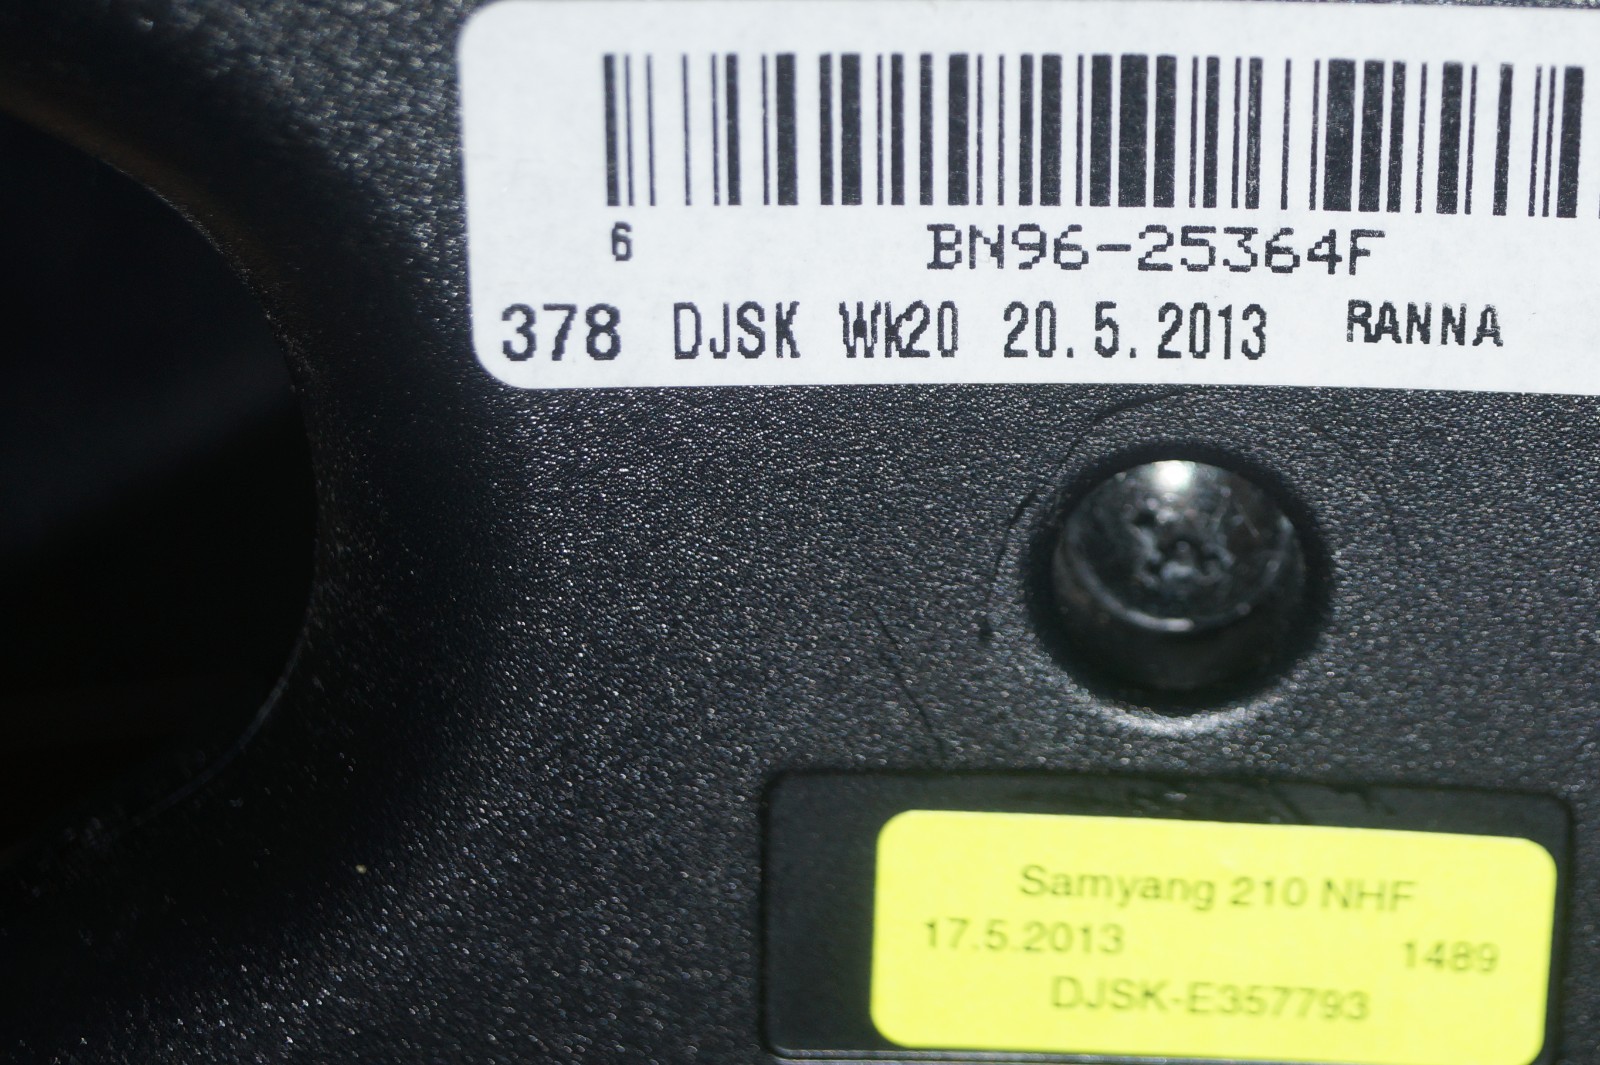 6
BN96-25364F
378 DJSK WK20 20.5.2013 RANNA
Samyang 210 NHF
17.5.2013 1489
DJSK-E357793